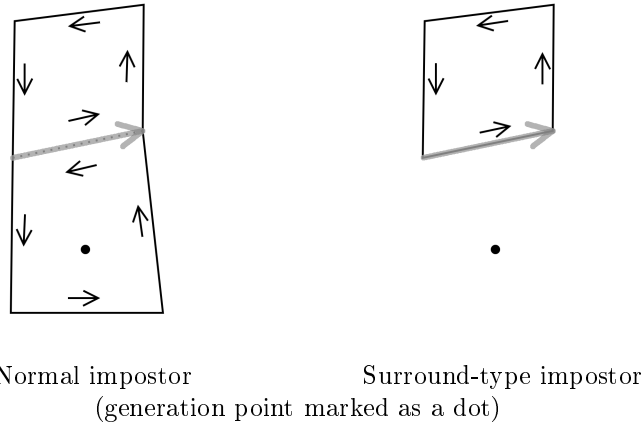 Normal impostor
Surround-type impostor
(generation point marked as a dot)